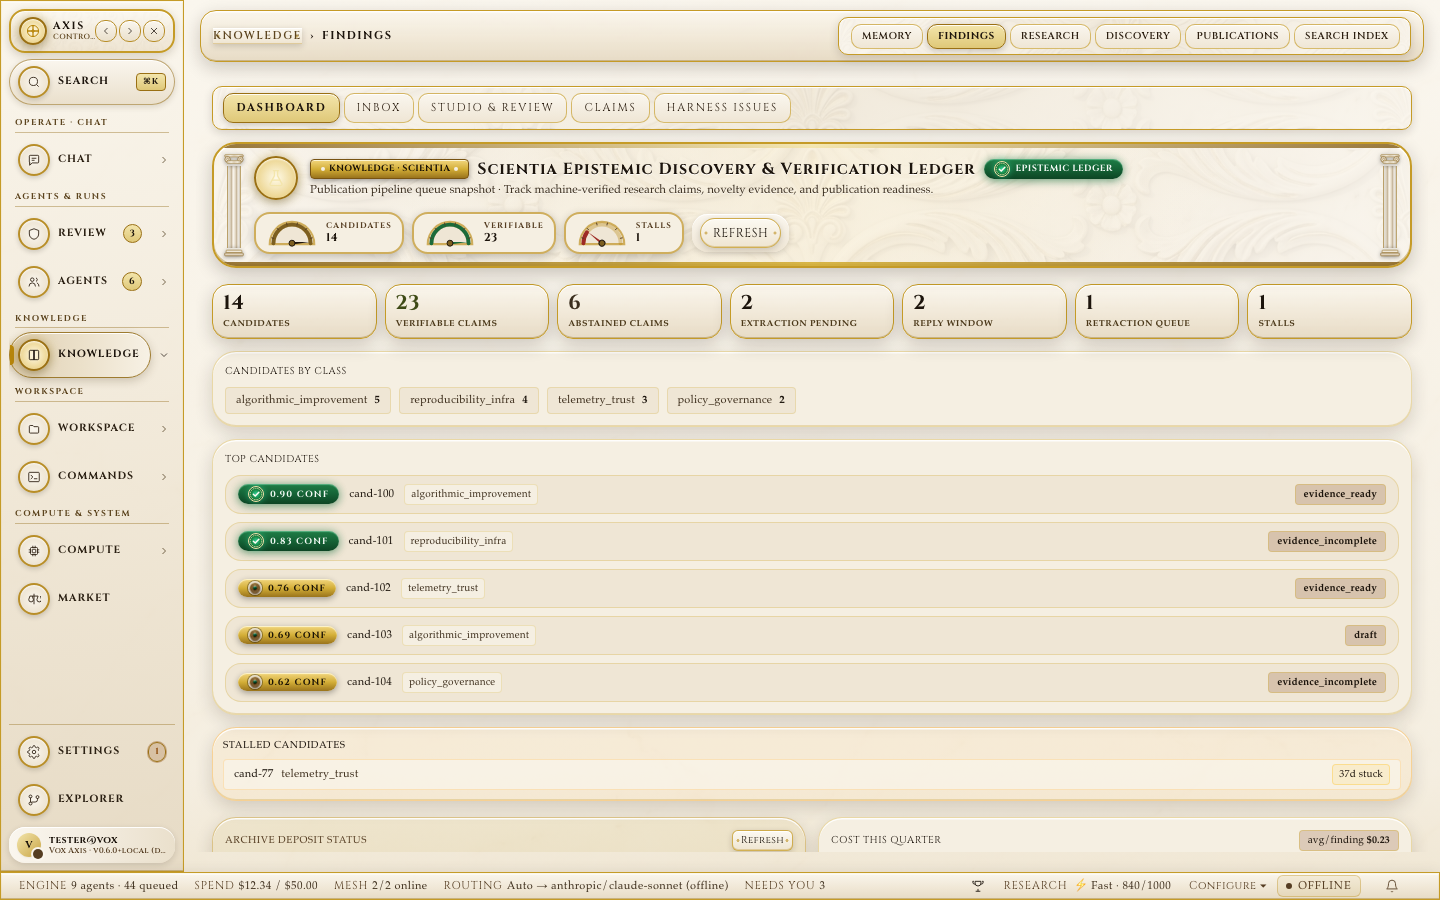 AXIS
CONTRO...
SEARCH ⌘K
OPERATE · CHAT
CHAT
AGENTS & RUNS
REVIEW 3
AGENTS 6
KNOWLEDGE
KNOWLEDGE
WORKSPACE
WORKSPACE
COMMANDS
COMPUTE & SYSTEM
COMPUTE
MARKET
SETTINGS 1
EXPLORER
V
TESTER@VOX
VOX AXIS · V0.6.0+LOCAL (D...
KNOWLEDGE › FINDINGS
MEMORY FINDINGS RESEARCH DISCOVERY PUBLICATIONS SEARCH INDEX
DASHBOARD INBOX STUDIO & REVIEW CLAIMS HARNESS ISSUES
KNOWLEDGE · SCIENTIA SCIENTIA EPISTEMIC DISCOVERY & VERIFICATION LEDGER EPISTEMIC LEDGER
Publication pipeline queue snapshot · Track machine-verified research claims, novelty evidence, and publication readiness.
CANDIDATES
14
VERIFIABLE
23
STALLS
1
REFRESH
14
CANDIDATES
23
VERIFIABLE CLAIMS
6
ABSTAINED CLAIMS
2
EXTRACTION PENDING
2
REPLY WINDOW
1
RETRACTION QUEUE
1
STALLS
CANDIDATES BY CLASS
algorithmic_improvement 5 reproducibility_infra 4 telemetry_trust 3 policy_governance 2
TOP CANDIDATES
0.90 CONF cand-100 algorithmic_improvement evidence_ready
0.83 CONF cand-101 reproducibility_infra evidence_incomplete
0.76 CONF cand-102 telemetry_trust evidence_ready
0.69 CONF cand-103 algorithmic_improvement draft
0.62 CONF cand-104 policy_governance evidence_incomplete
STALLED CANDIDATES
cand-77 telemetry_trust 37d stuck
ARCHIVE DEPOSIT STATUS REFRESH
COST THIS QUARTER avg/finding $0.23
ENGINE 9 agents · 44 queued SPEND $12.34 / $50.00 MESH 2/2 online ROUTING Auto → anthropic/claude-sonnet (offline) NEEDS YOU 3 RESEARCH ⚡ Fast · 840/1000 CONFIGURE OFFLINE